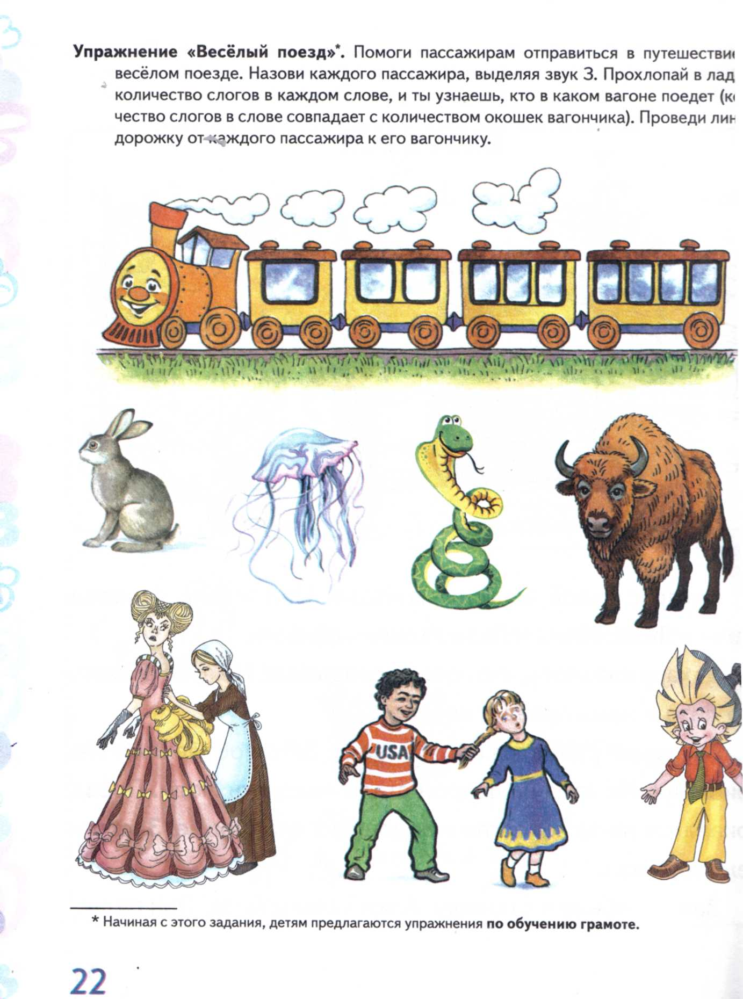 Упражнение «Весёлый поезд»*. Помоги пассажирам отправиться в путешествие
весёлом поезде. Назови каждого пассажира, выделяя звук З. Прохлопай в лад
количество слогов в каждом слове, и ты узнаешь, кто в каком вагоне поедет (к
чество слогов в слове совпадает с количеством окошек вагончика). Проведи лин
дорожку от каждого пассажира к его вагончику.
USA
* Начиная с этого задания, детям предлагаются упражнения по обучению грамоте.
22